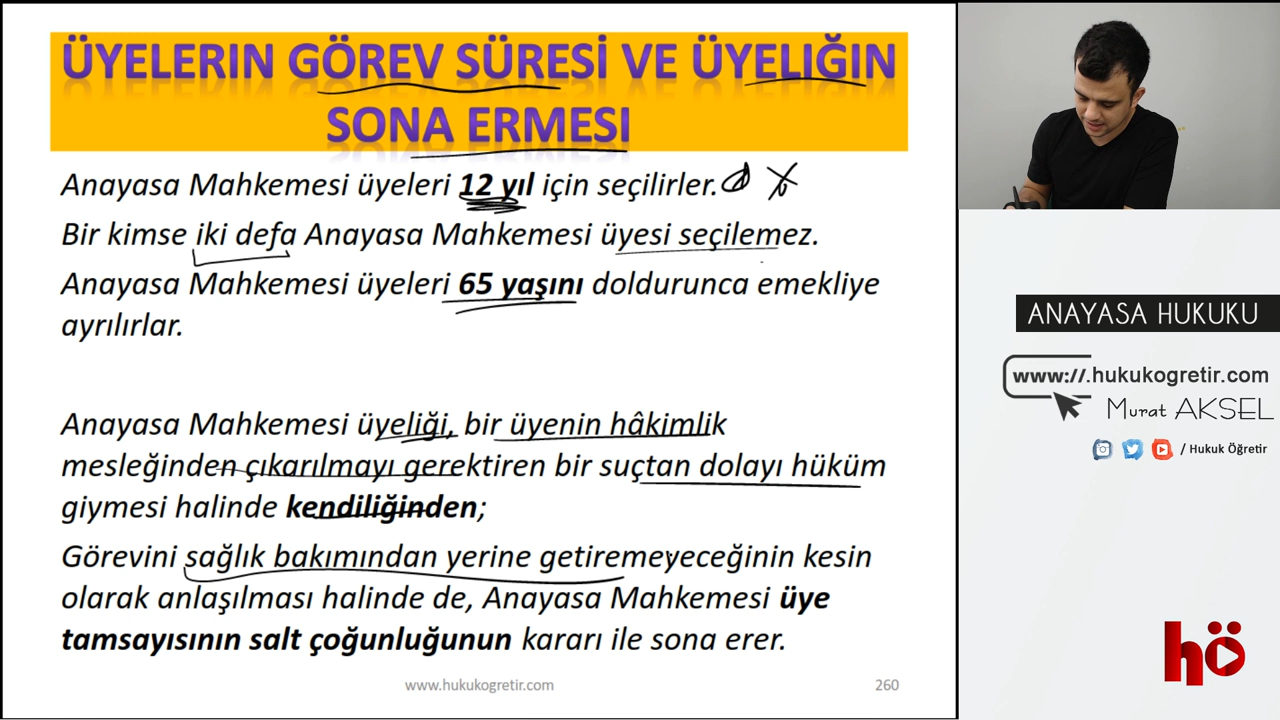 ÜYELERIN GÖREV SÜRESİ VE ÜYELIĞIN
SONA ERMESI
Anayasa Mahkemesi üyeleri 12 yıl için seçilirler.
Bir kimse iki defa Anayasa Mahkemesi üyesi seçilemez.
Anayasa Mahkemesi üyeleri 65 yaşını doldurunca emekliye
ayrılırlar.
Anayasa Mahkemesi üyeliği, bir üyenin hâkimlik
mesleğinden çıkarılmayı gerektiren bir suçtan dolayı hüküm
giymesi halinde kendiliğinden;
Görevini sağlık bakımından yerine getiremeyeceğinin kesin
olarak anlaşılması halinde de, Anayasa Mahkemesi üye
tamsayısının salt çoğunluğunun kararı ile sona erer.
www.hukukogretir.com
260
ANAYASA HUKUKU
www://.hukukogretir.com
Murat AKSEL
/ Hukuk Öğretir
hö